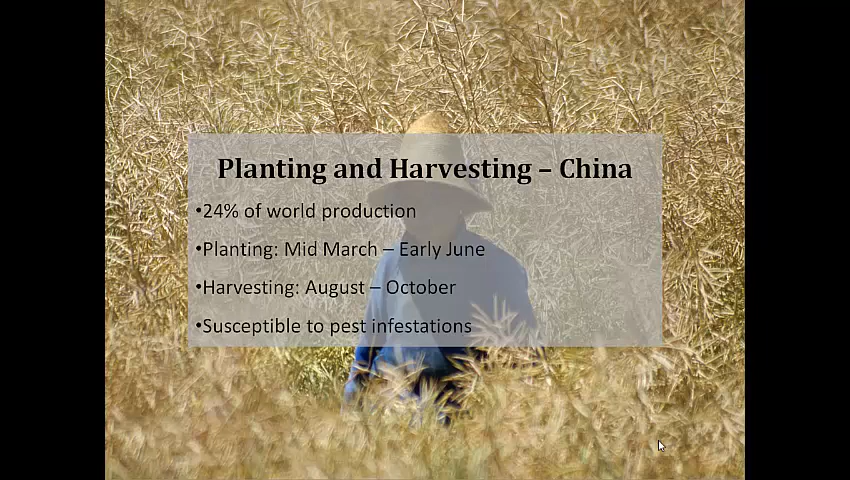 Planting and Harvesting – China
•24% of world production
•Planting: Mid March – Early June
•Harvesting: August – October
•Susceptible to pest infestations